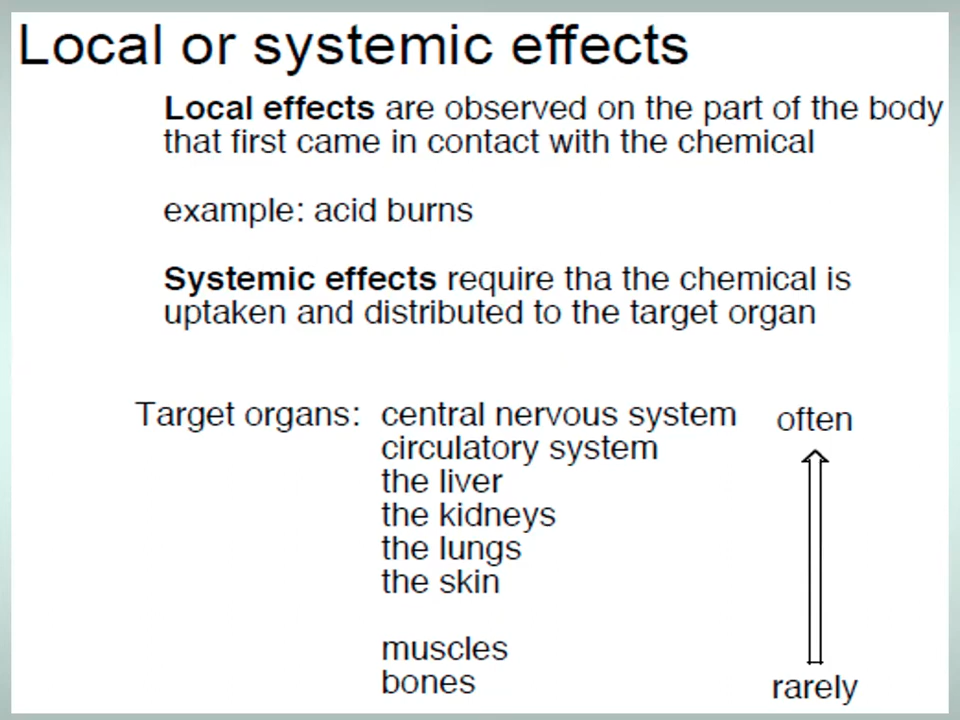 Local or systemic effects
Local effects are observed on the part of the body
that first came in contact with the chemical
example: acid burns
Systemic effects require tha the chemical is
uptaken and distributed to the target organ
Target organs: central nervous system often
circulatory system
the liver
the kidneys
the lungs
the skin
muscles
bones
rarely